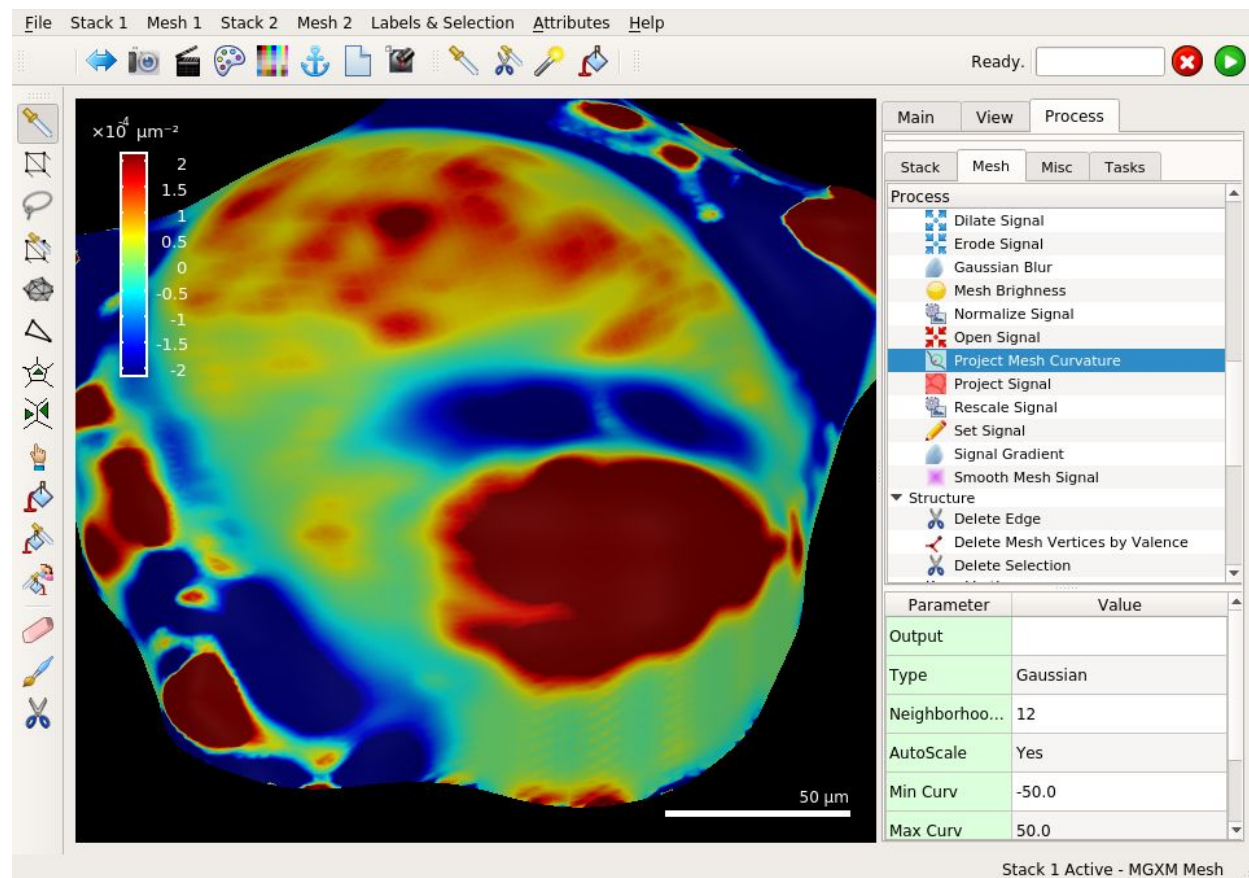 File Stack 1 Mesh 1 Stack 2 Mesh 2 Labels & Selection Attributes Help
Ready.
Main View Process
Stack Mesh Misc Tasks
Process
Dilate Signal
Erode Signal
Gaussian Blur
Mesh Brighness
Normalize Signal
Open Signal
Project Mesh Curvature
Project Signal
Rescale Signal
Set Signal
Signal Gradient
Smooth Mesh Signal
Structure
Delete Edge
Delete Mesh Vertices by Valence
Delete Selection
Parameter Value
Output
Type Gaussian
Neighborhoo... 12
AutoScale Yes
Min Curv -50.0
Max Curv 50.0
×10⁻⁴ µm⁻²
2
1.5
1
0.5
0
-0.5
-1
-1.5
-2
50 µm
Stack 1 Active - MGXM Mesh